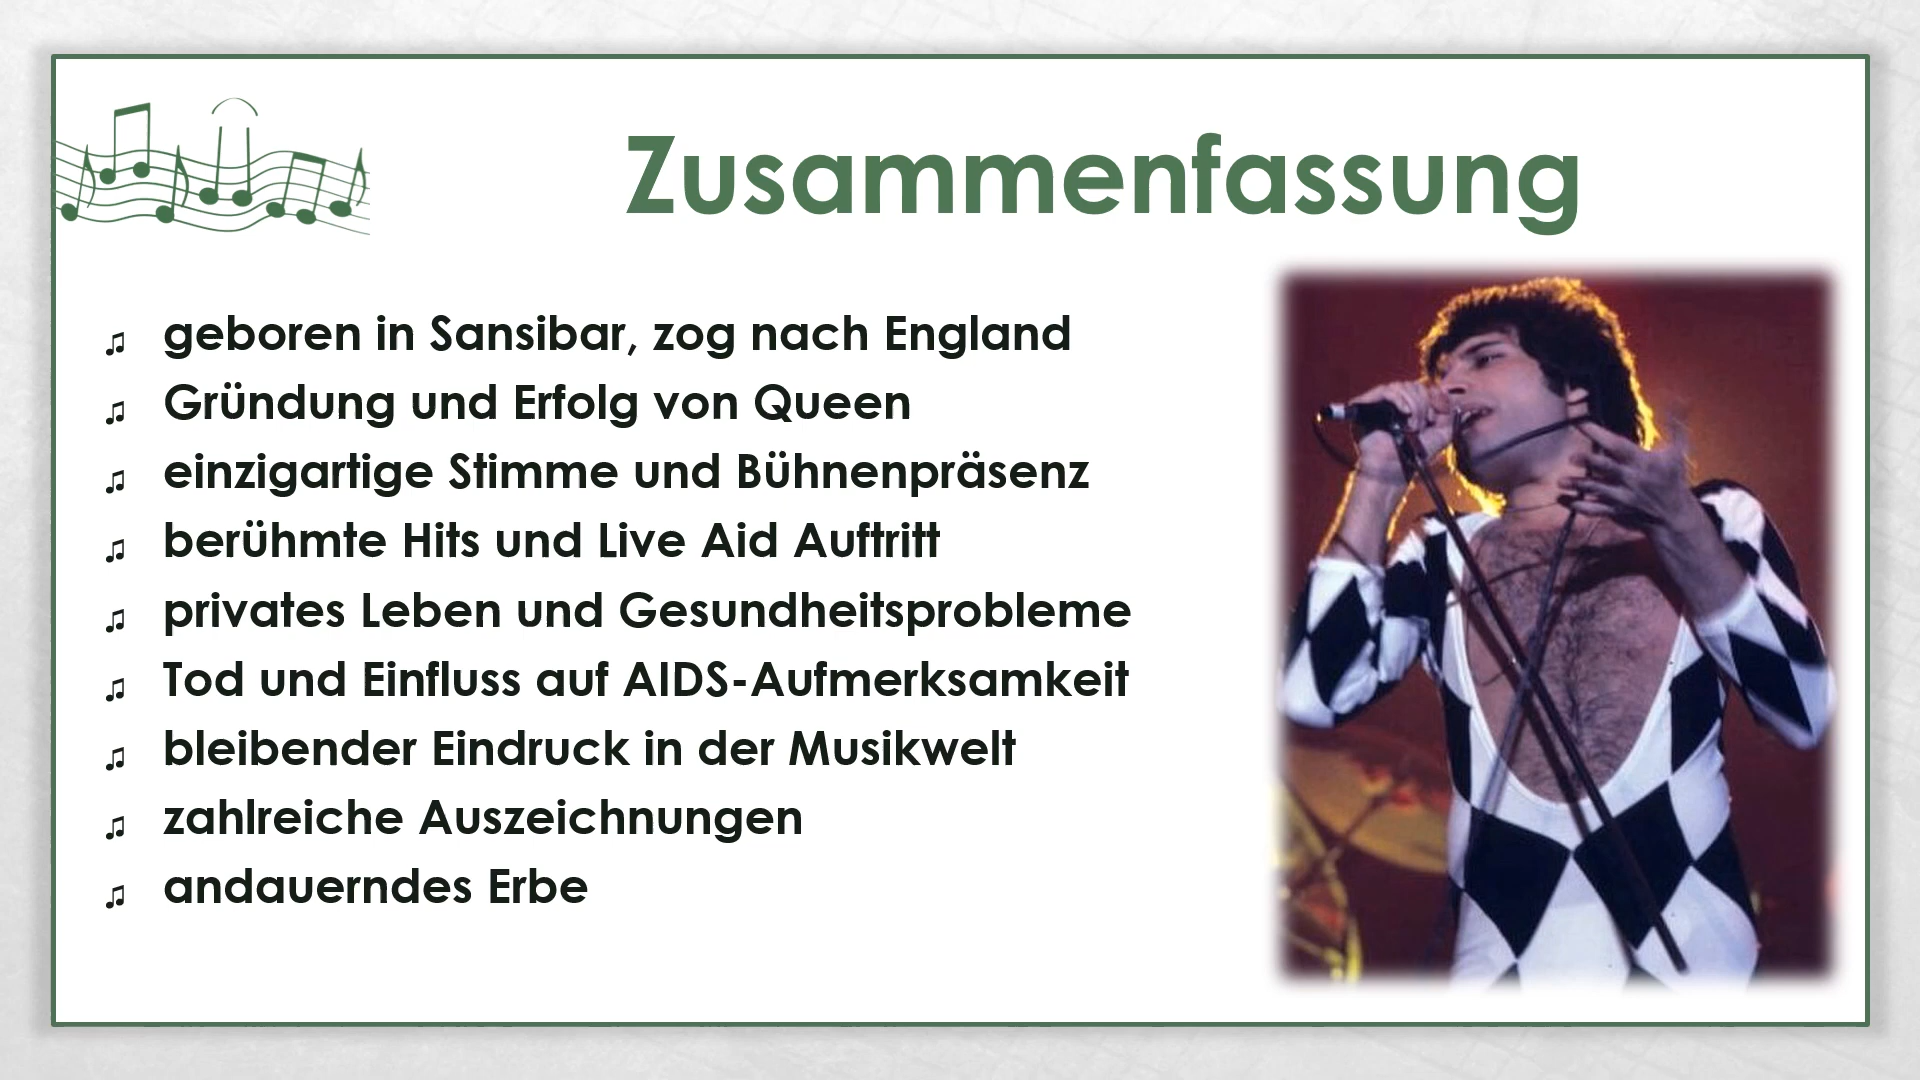 Zusammenfassung
♫ geboren in Sansibar, zog nach England
♫ Gründung und Erfolg von Queen
♫ einzigartige Stimme und Bühnenpräsenz
♫ berühmte Hits und Live Aid Auftritt
♫ privates Leben und Gesundheitsprobleme
♫ Tod und Einfluss auf AIDS-Aufmerksamkeit
♫ bleibender Eindruck in der Musikwelt
♫ zahlreiche Auszeichnungen
♫ andauerndes Erbe